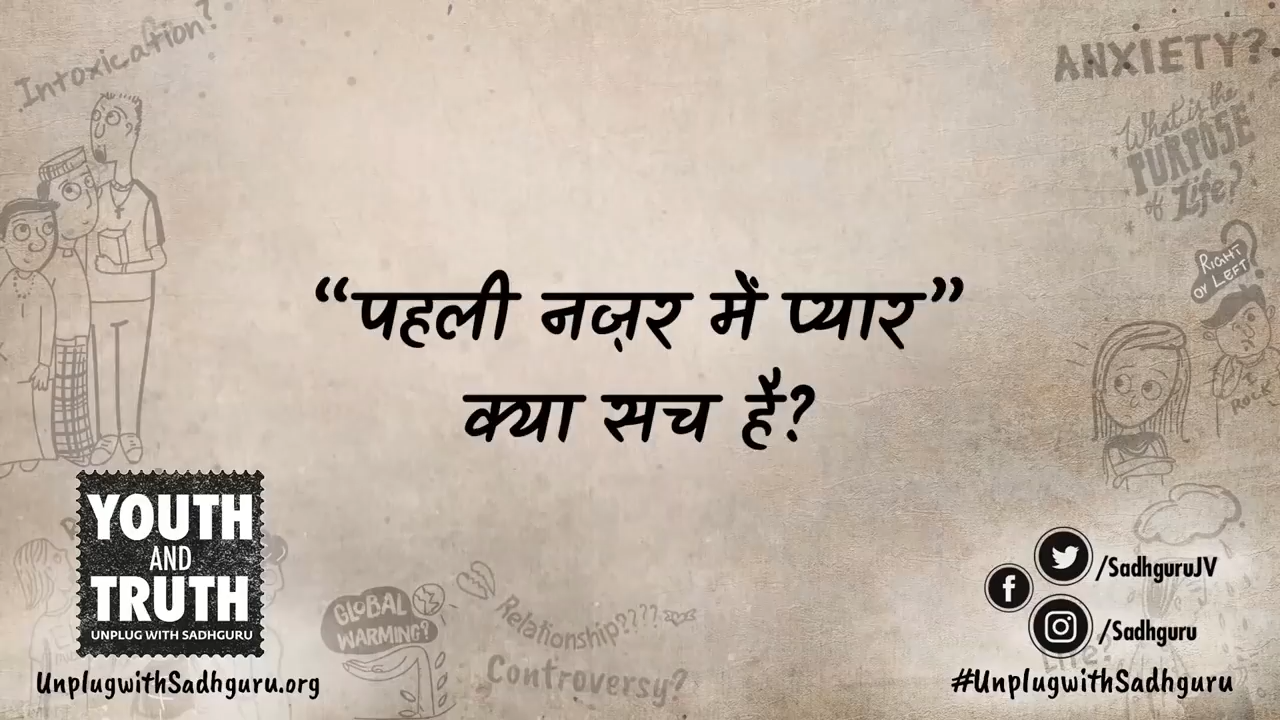 Intoxication?
ANXIETY?
What is the
PURPOSE
of Life?
RIGHT
OY LEFT
ROCK
“पहली नज़र में प्यार”
क्या सच है?
YOUTH
AND
TRUTH
UNPLUG WITH SADHGURU
UnplugwithSadhguru.org
GLOBAL
WARMING?
Relationship????
Controversy?
/SadhguruJV
f
/Sadhguru
#UnplugwithSadhguru